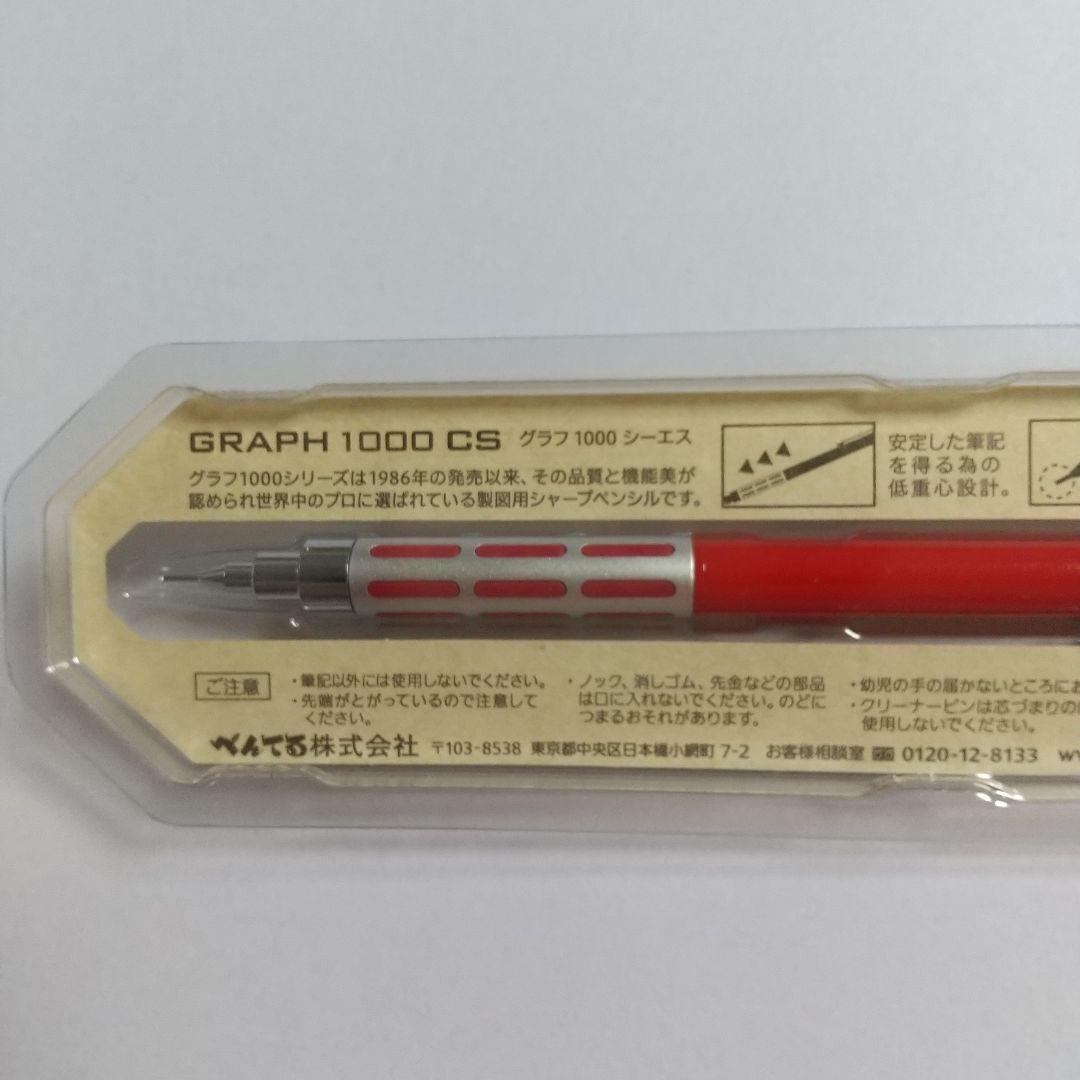 GRAPH 1000 CS グラフ 1000 シーエス
グラフ1000シリーズは1986年の発売以来、その品質と機能美が
認められ世界中のプロに選ばれている製図用シャープペンシルです。
安定した筆記
を得る為の
低重心設計。
ご注意
・筆記以外には使用しないでください。
・先端がとがっているので注意して
ください。
・ノック、消しゴム、先金などの部品
は口に入れないでください。のどに
つまるおそれがあります。
・幼児の手の届かないところにお
・クリーナーピンは芯づまりの
使用しないでください。
ぺんてる株式会社 〒103-8538 東京都中央区日本橋小網町 7-2 お客様相談室 0120-12-8133